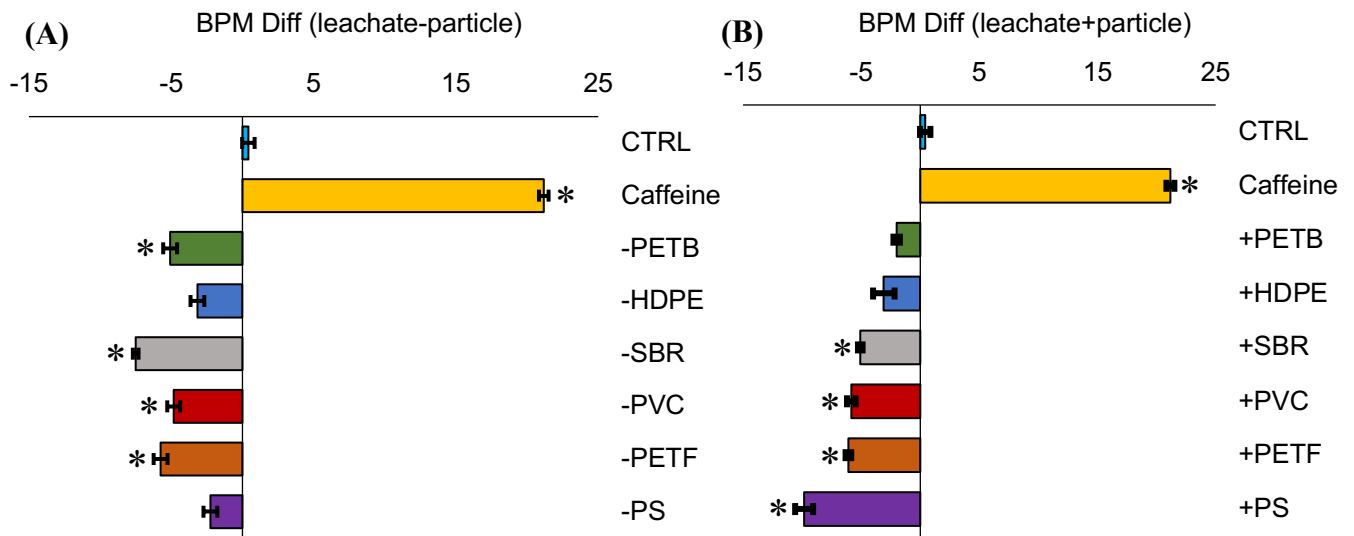 (A) BPM Diff (leachate-particle)
-15 -5 5 15 25
CTRL
Caffeine
*
-PETB
*
-HDPE
-SBR
*
-PVC
*
-PETF
*
-PS
(B) BPM Diff (leachate+particle)
-15 -5 5 15 25
CTRL
Caffeine
*
+PETB
+HDPE
+SBR
*
+PVC
*
+PETF
*
+PS
*